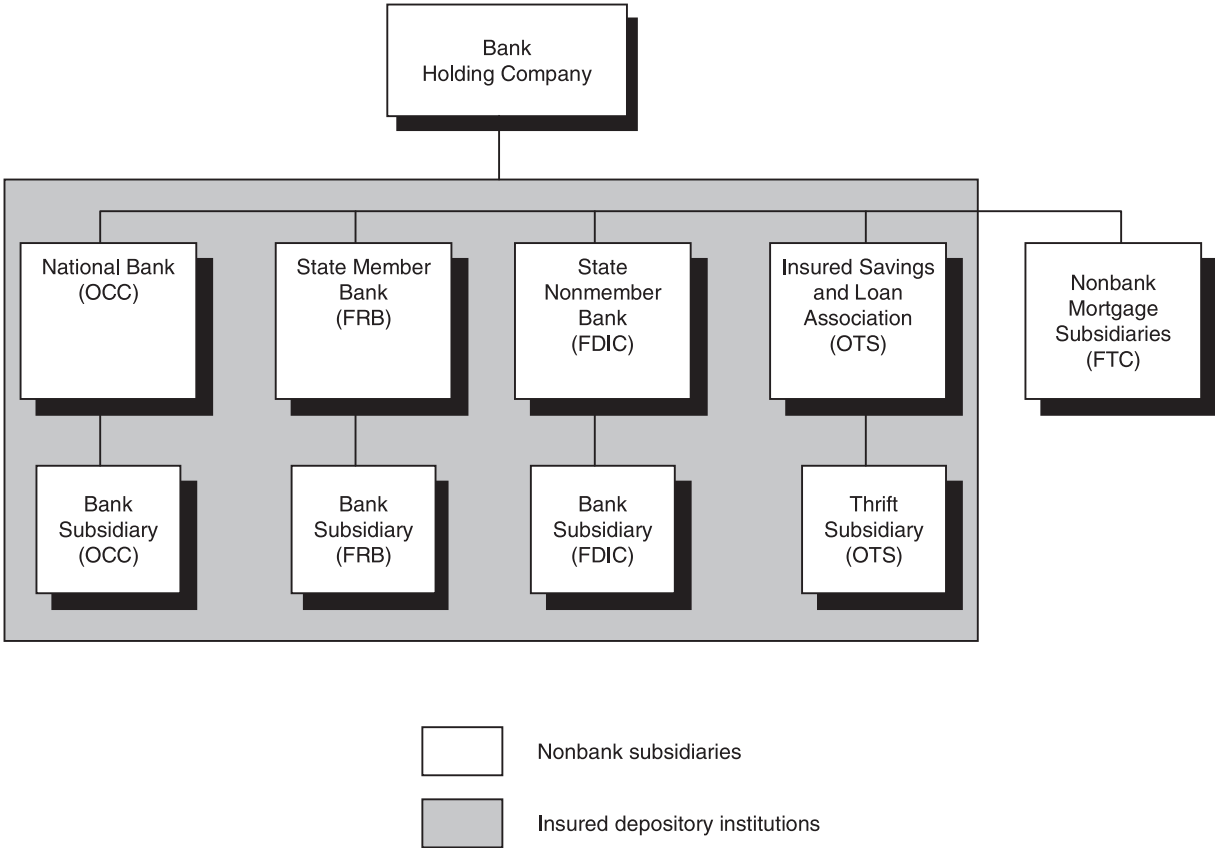 Bank
Holding Company
National Bank
(OCC)
State Member
Bank
(FRB)
State
Nonmember
Bank
(FDIC)
Insured Savings
and Loan
Association
(OTS)
Nonbank
Mortgage
Subsidiaries
(FTC)
Bank
Subsidiary
(OCC)
Bank
Subsidiary
(FRB)
Bank
Subsidiary
(FDIC)
Thrift
Subsidiary
(OTS)
Nonbank subsidiaries
Insured depository institutions